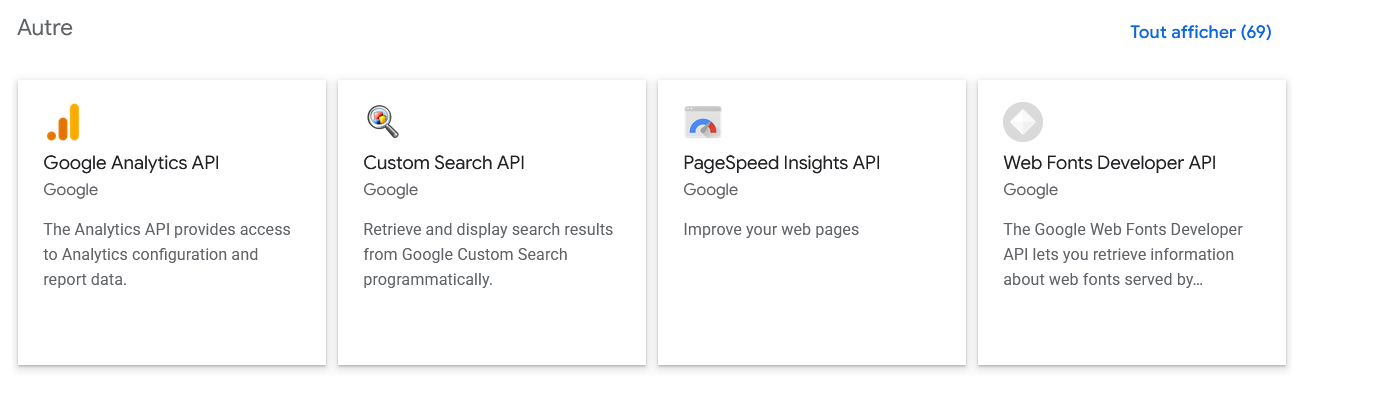 Autre
Tout afficher (69)
Google Analytics API
Google
The Analytics API provides access
to Analytics configuration and
report data.
Custom Search API
Google
Retrieve and display search results
from Google Custom Search
programmatically.
PageSpeed Insights API
Google
Improve your web pages
Web Fonts Developer API
Google
The Google Web Fonts Developer
API lets you retrieve information
about web fonts served by…